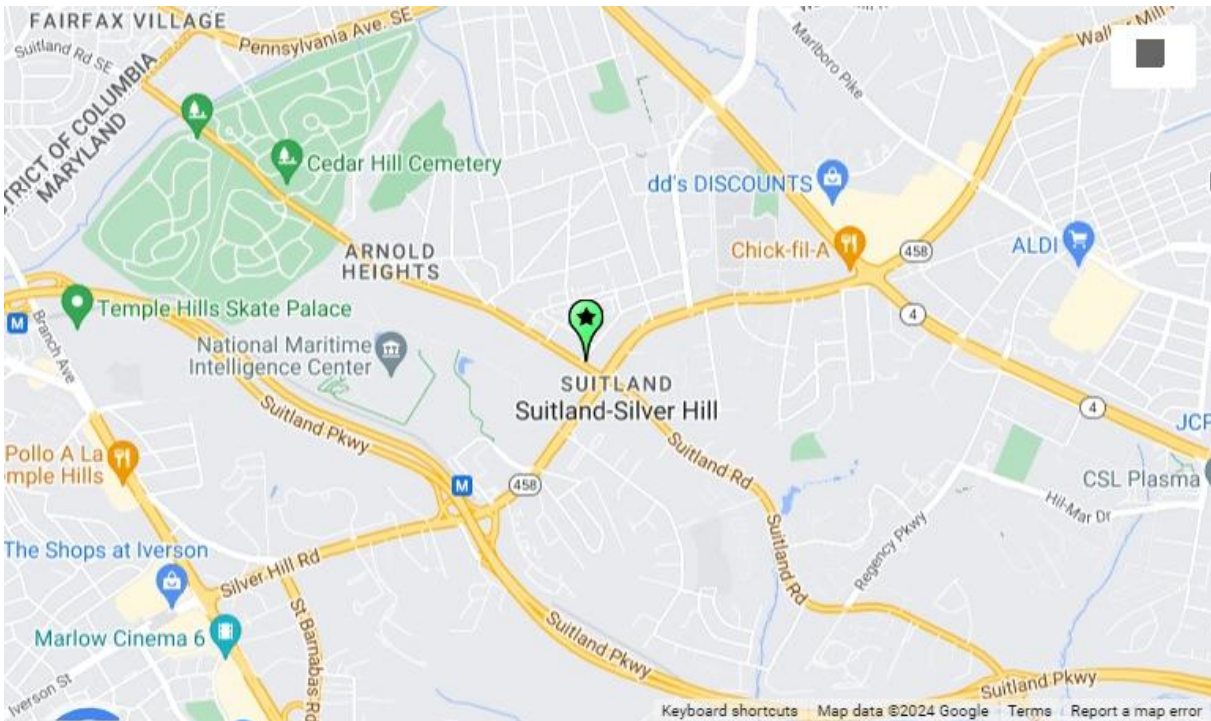 FAIRFAX VILLAGE
Suitland Rd SE
Pennsylvania Ave. SE
Marlboro Pike
TRICT OF COLUMBIA
MARYLAND
Cedar Hill Cemetery
dd's DISCOUNTS
ARNOLD
HEIGHTS
Chick-fil-A
458
ALDI
M
Branch Ave
Temple Hills Skate Palace
4
National Maritime
Intelligence Center
SUITLAND
Suitland-Silver Hill
Suitland Pkwy
4
JCP
Pollo A La
mple Hills
M
458
Suitland Rd
CSL Plasma
Hil-Mar Dr
The Shops at Iverson
Silver Hill Rd
Suitland Rd
Regency Pkwy
St Barnabas Rd
Marlow Cinema 6
Suitland Pkwy
Iverson St
Suitland Pkwy
Keyboard shortcuts Map data ©2024 Google Terms Report a map error